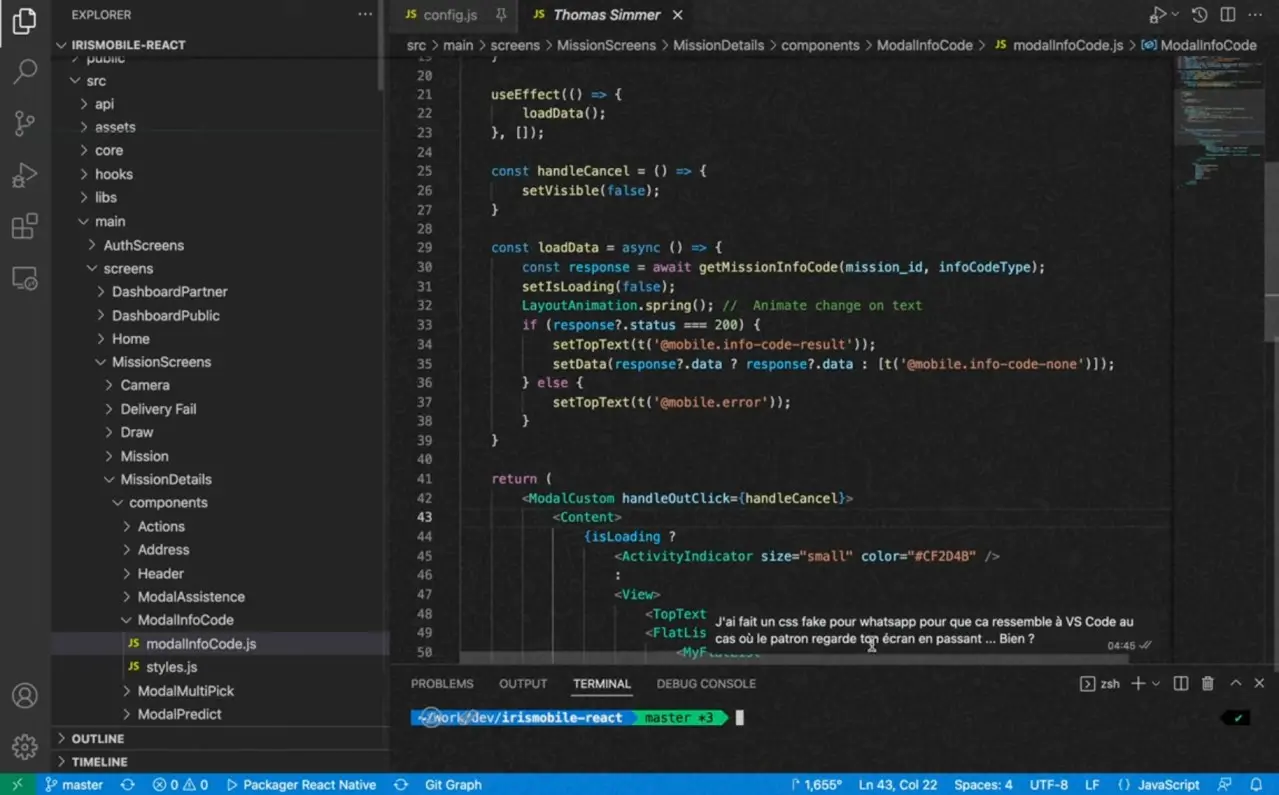 EXPLORER
···
JS config.js
JS Thomas Simmer ×
IRISMOBILE-REACT
src > main > screens > MissionScreens > MissionDetails > components > ModalInfoCode > JS modalInfoCode.js > ModalInfoCode
public
src
api
assets
core
hooks
libs
main
AuthScreens
screens
DashboardPartner
DashboardPublic
Home
MissionScreens
Camera
Delivery Fail
Draw
Mission
MissionDetails
components
Actions
Address
Header
ModalAssistence
ModalInfoCode
JS modalInfoCode.js
JS styles.js
ModalMultiPick
ModalPredict
OUTLINE
TIMELINE
19 }
20
21 useEffect(() => {
22 loadData();
23 }, []);
24
25 const handleCancel = () => {
26 setVisible(false);
27 }
28
29 const loadData = async () => {
30 const response = await getMissionInfoCode(mission_id, infoCodeType);
31 setIsLoading(false);
32 LayoutAnimation.spring(); // Animate change on text
33 if (response?.status === 200) {
34 setTopText(t('@mobile.info-code-result'));
35 setData(response?.data ? response?.data : [t('@mobile.info-code-none')]);
36 } else {
37 setTopText(t('@mobile.error'));
38 }
39 }
40
41 return (
42 <ModalCustom handleOutClick={handleCancel}>
43 <Content>
44 {isLoading ?
45 <ActivityIndicator size="small" color="#CF2D4B" />
46 :
47 <View>
48 <TopText
49 <FlatLis
50 <MyFlatList
J'ai fait un css fake pour whatsapp pour que ca ressemble à VS Code au
cas où le patron regarde ton écran en passant ... Bien ?
04:45
PROBLEMS OUTPUT TERMINAL DEBUG CONSOLE
zsh
~/work/dev/irismobile-react master *3
✓
master 0 0 Packager React Native Git Graph 1,655° Ln 43, Col 22 Spaces: 4 UTF-8 LF {} JavaScript